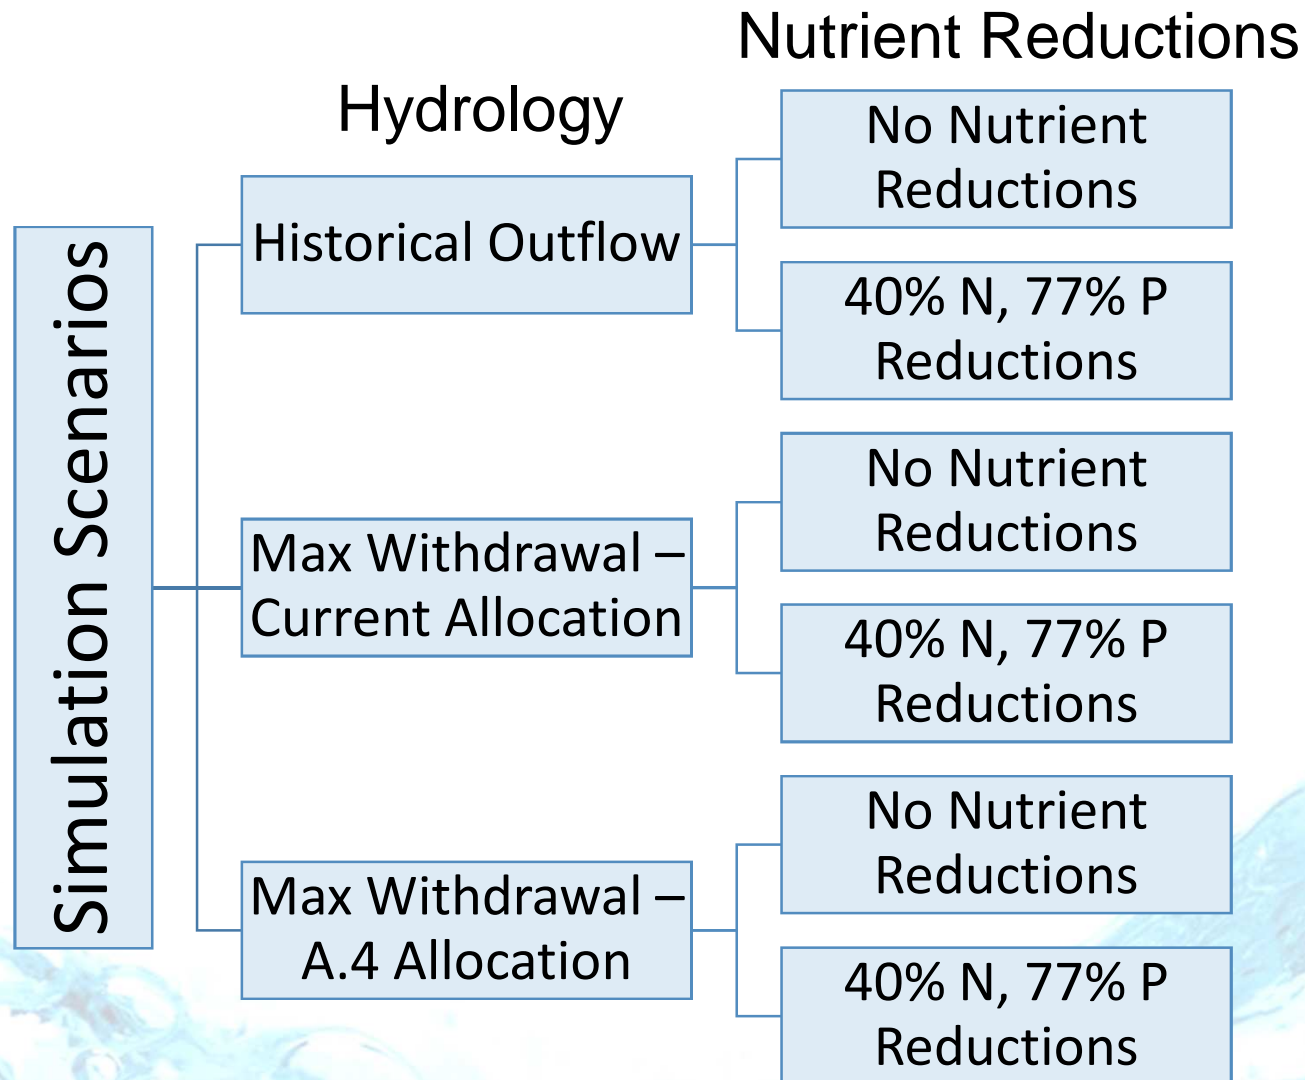 Nutrient Reductions
Hydrology
Simulation Scenarios
Historical Outflow
No Nutrient
Reductions
40% N, 77% P
Reductions
Max Withdrawal –
Current Allocation
No Nutrient
Reductions
40% N, 77% P
Reductions
Max Withdrawal –
A.4 Allocation
No Nutrient
Reductions
40% N, 77% P
Reductions